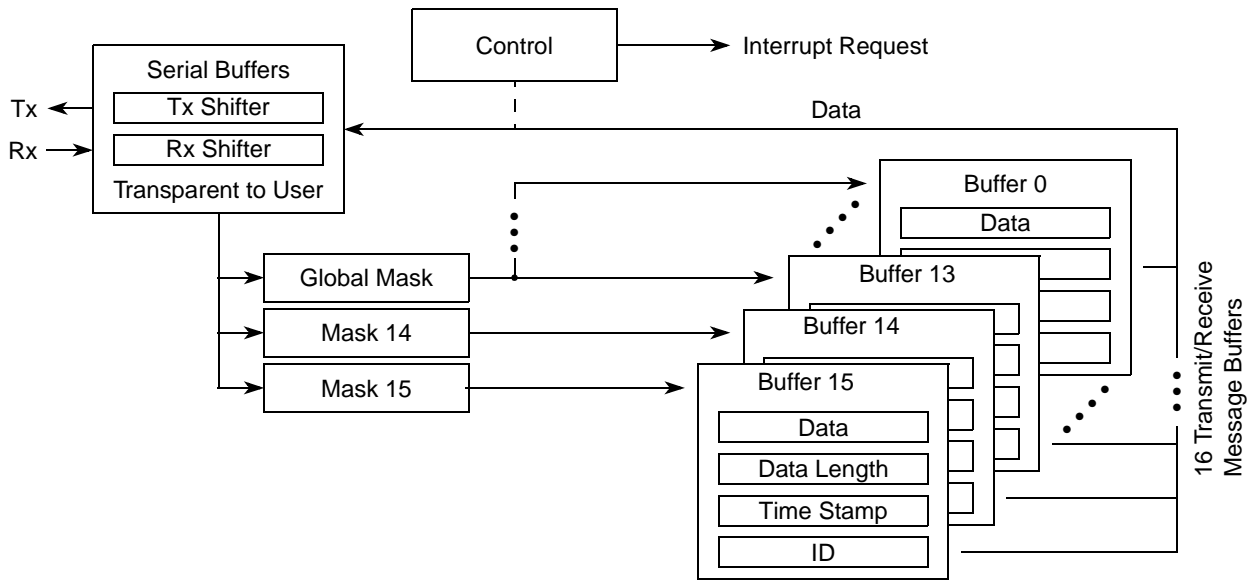 Control
Interrupt Request
Serial Buffers
Tx Shifter
Rx Shifter
Transparent to User
Tx
Rx
Data
Global Mask
Mask 14
Mask 15
Buffer 0
Data
Buffer 13
Buffer 14
Buffer 15
Data
Data Length
Time Stamp
ID
16 Transmit/Receive
Message Buffers